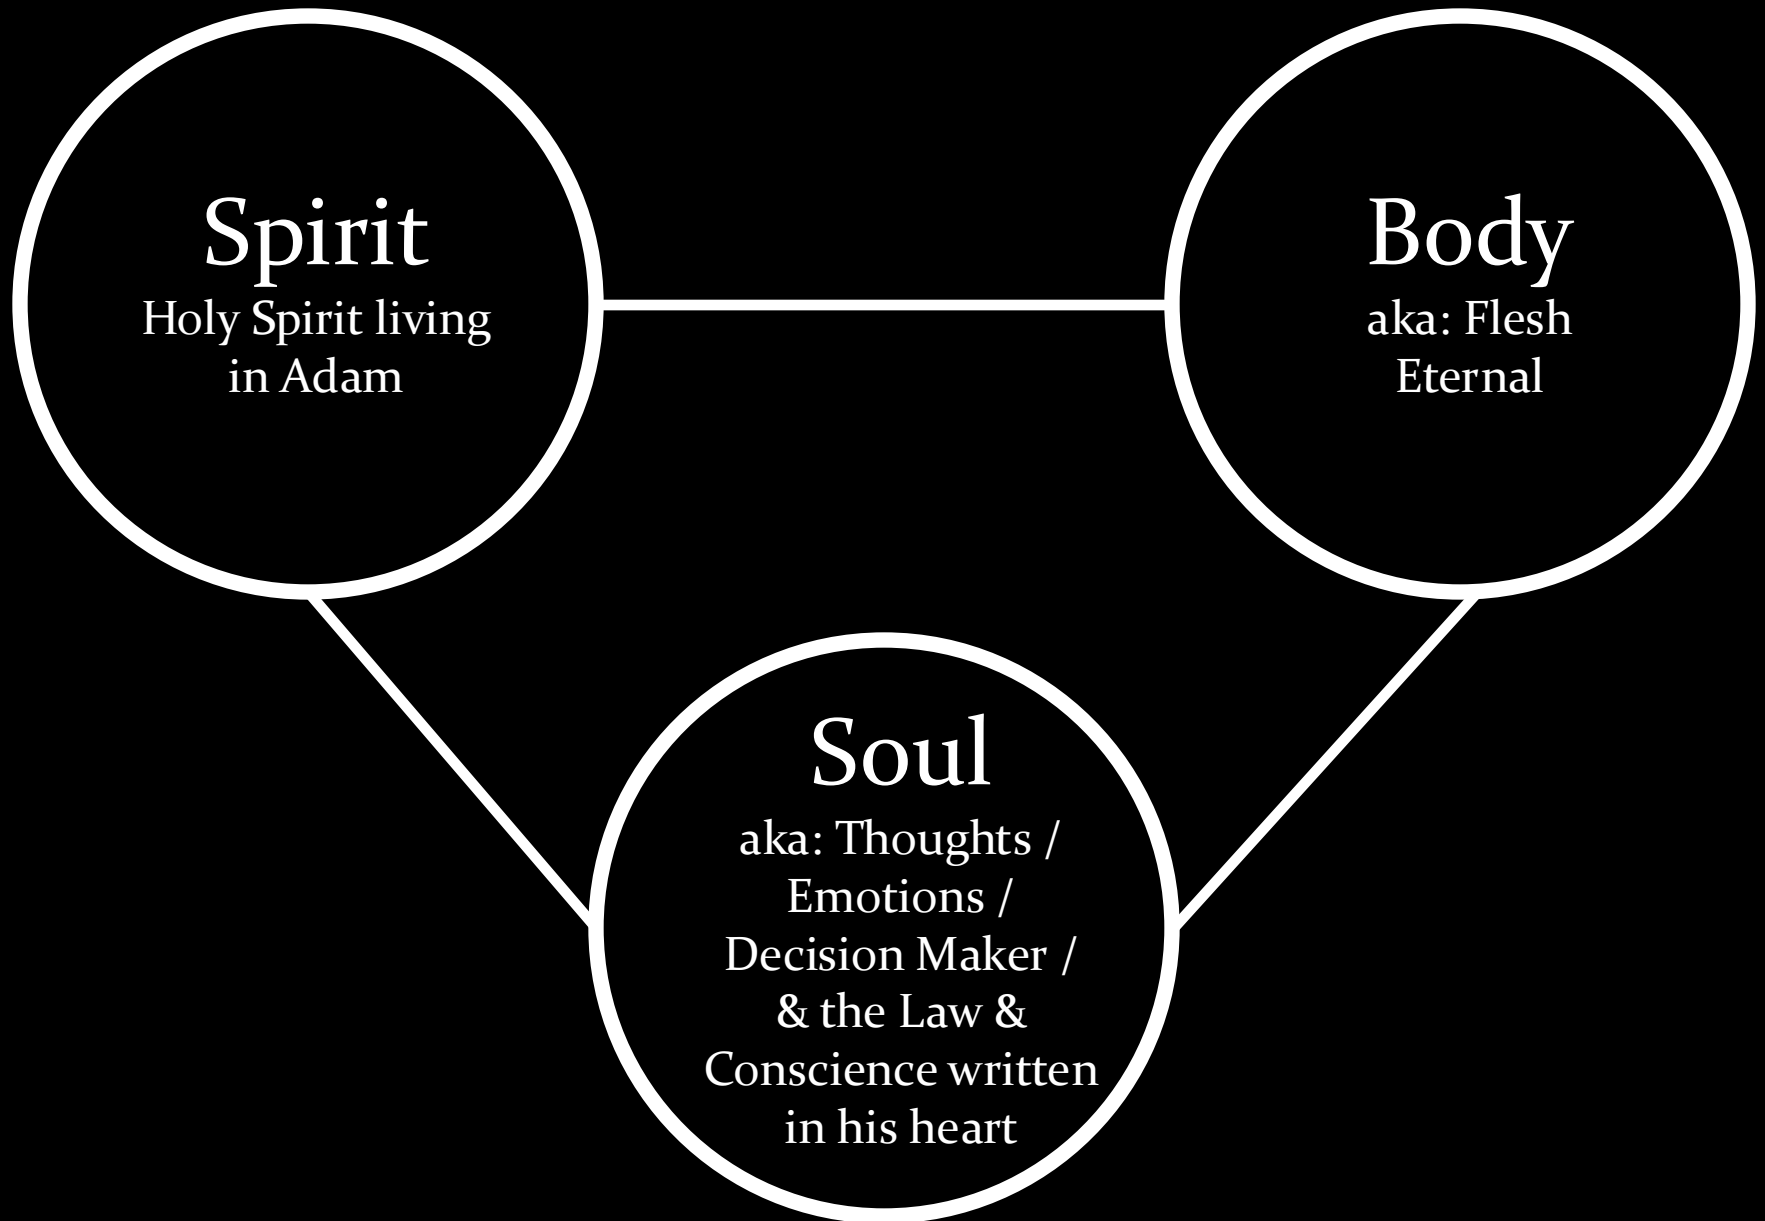 Spirit
Holy Spirit living
in Adam
Body
aka: Flesh
Eternal
Soul
aka: Thoughts /
Emotions /
Decision Maker /
& the Law &
Conscience written
in his heart